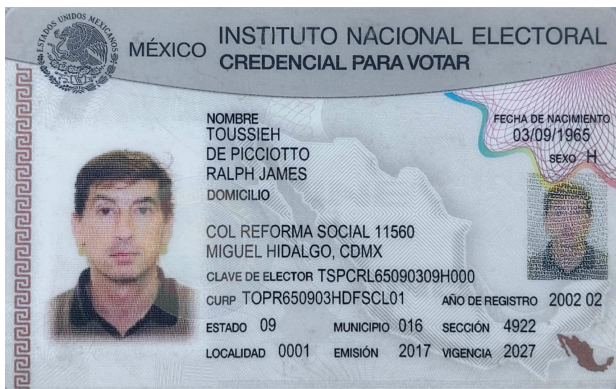 ESTADOS UNIDOS MEXICANOS
MÉXICO INSTITUTO NACIONAL ELECTORAL
CREDENCIAL PARA VOTAR
NOMBRE
FECHA DE NACIMIENTO
TOUSSIEH
03/09/1965
DE PICCIOTTO
SEXO H
RALPH JAMES
DOMICILIO
COL REFORMA SOCIAL 11560
MIGUEL HIDALGO, CDMX
CLAVE DE ELECTOR TSPCRL65090309H000
CURP TOPR650903HDFSCL01 AÑO DE REGISTRO 2002 02
ESTADO 09 MUNICIPIO 016 SECCIÓN 4922
LOCALIDAD 0001 EMISIÓN 2017 VIGENCIA 2027